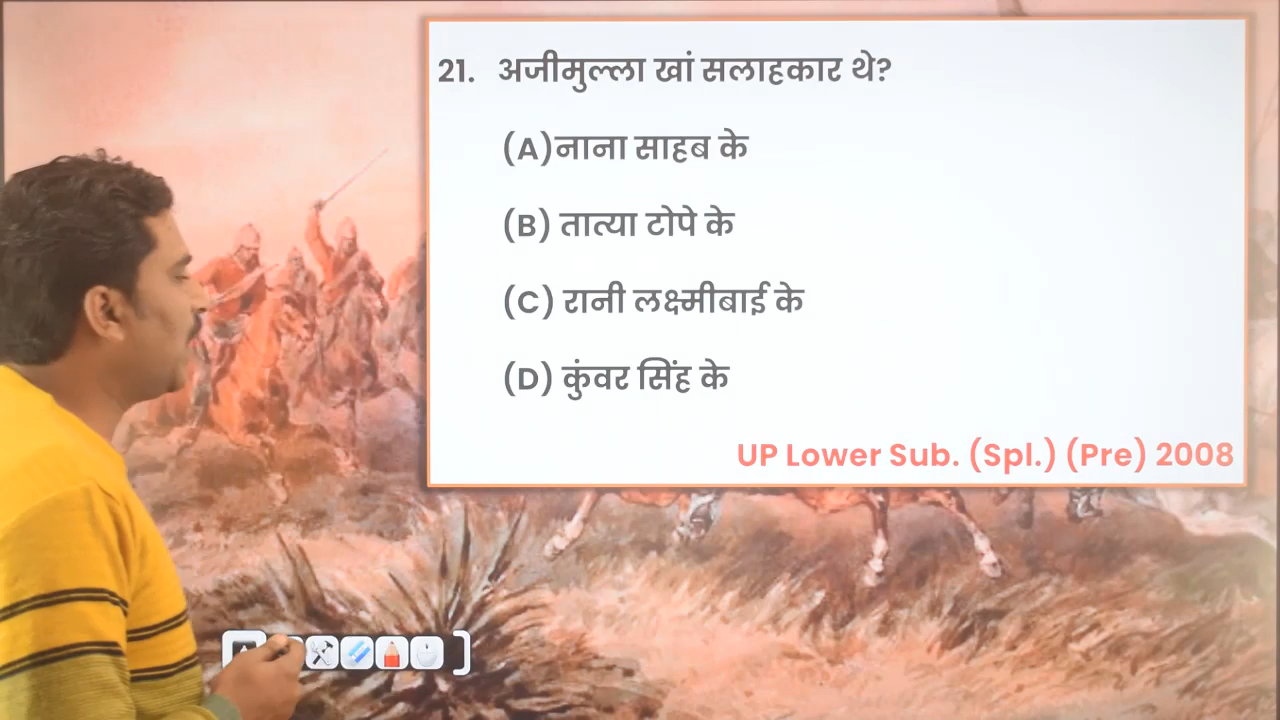 21. अजीमुल्ला खां सलाहकार थे?
(A)नाना साहब के
(B) तात्या टोपे के
(C) रानी लक्ष्मीबाई के
(D) कुंवर सिंह के
UP Lower Sub. (Spl.) (Pre) 2008